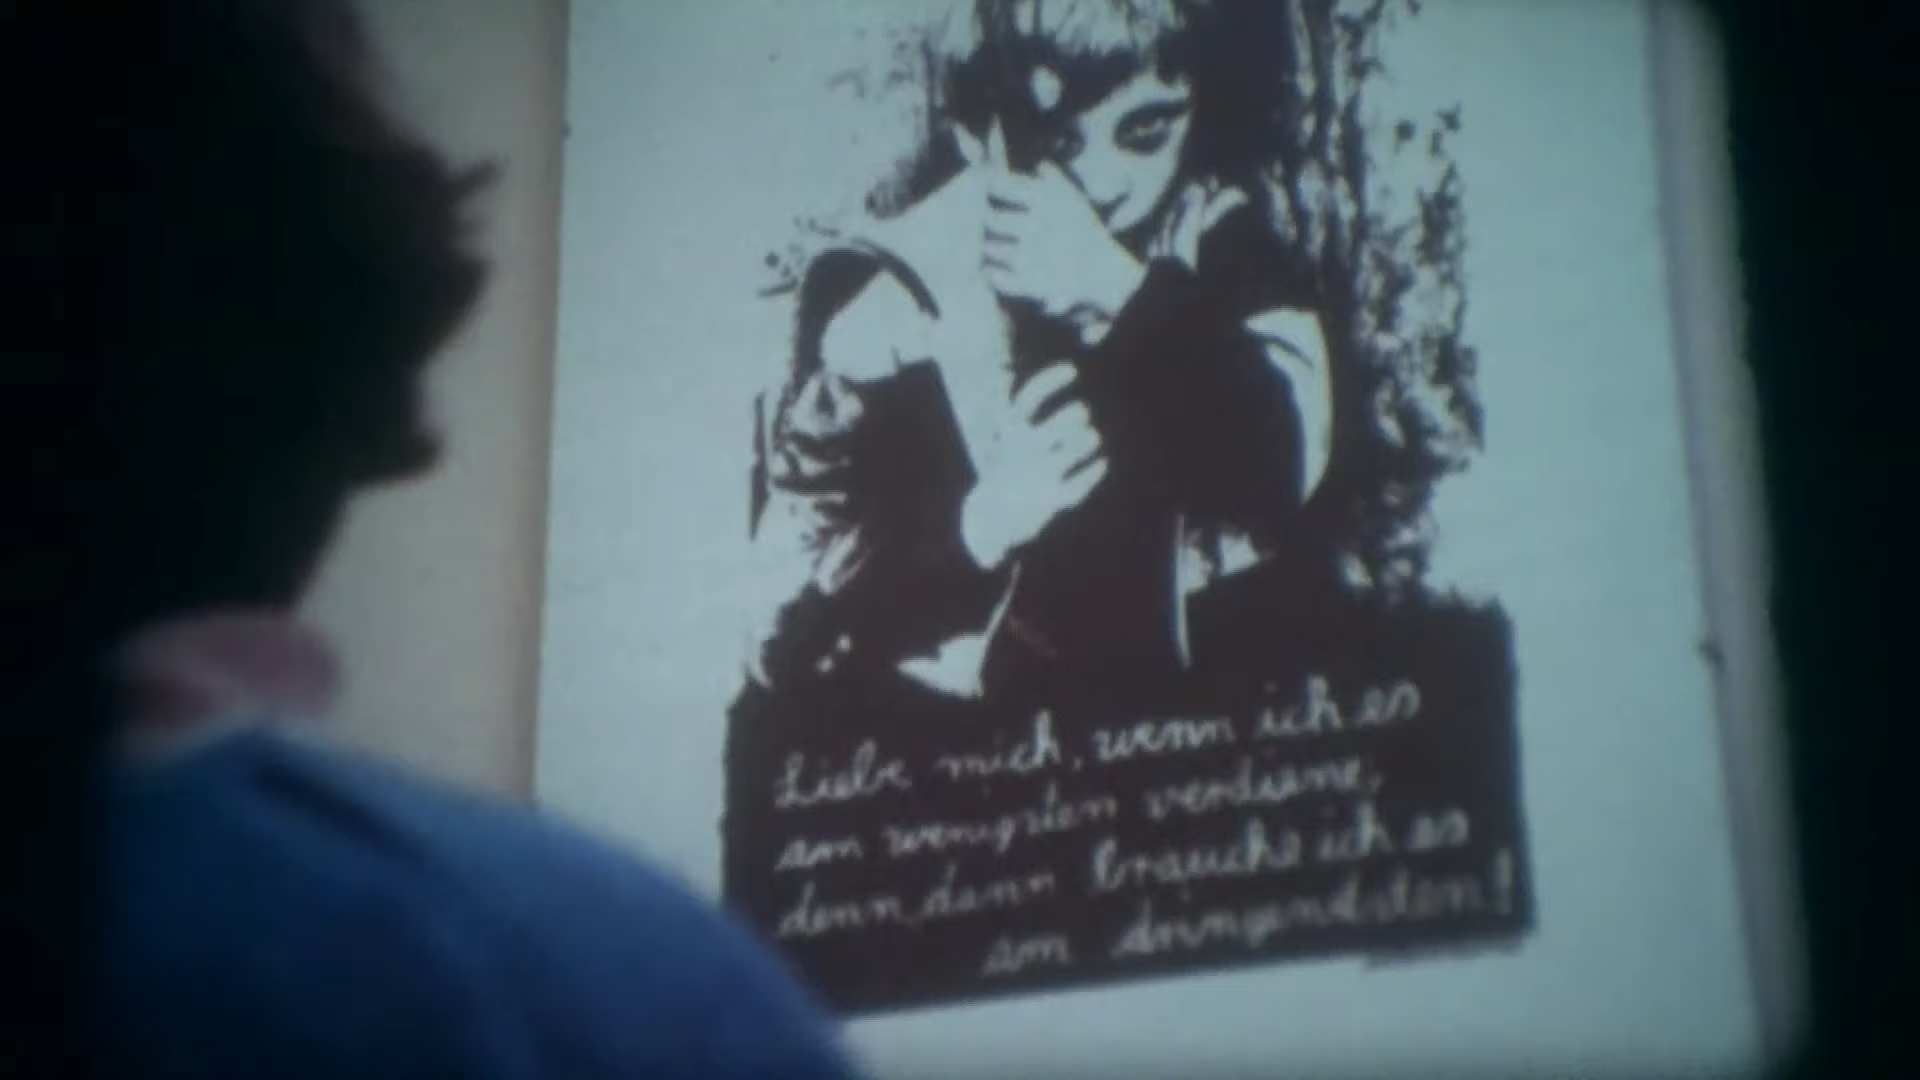 Liebe mich, wenn ich es
am wenigsten verdiene,
denn dann brauche ich es
am dringendsten!